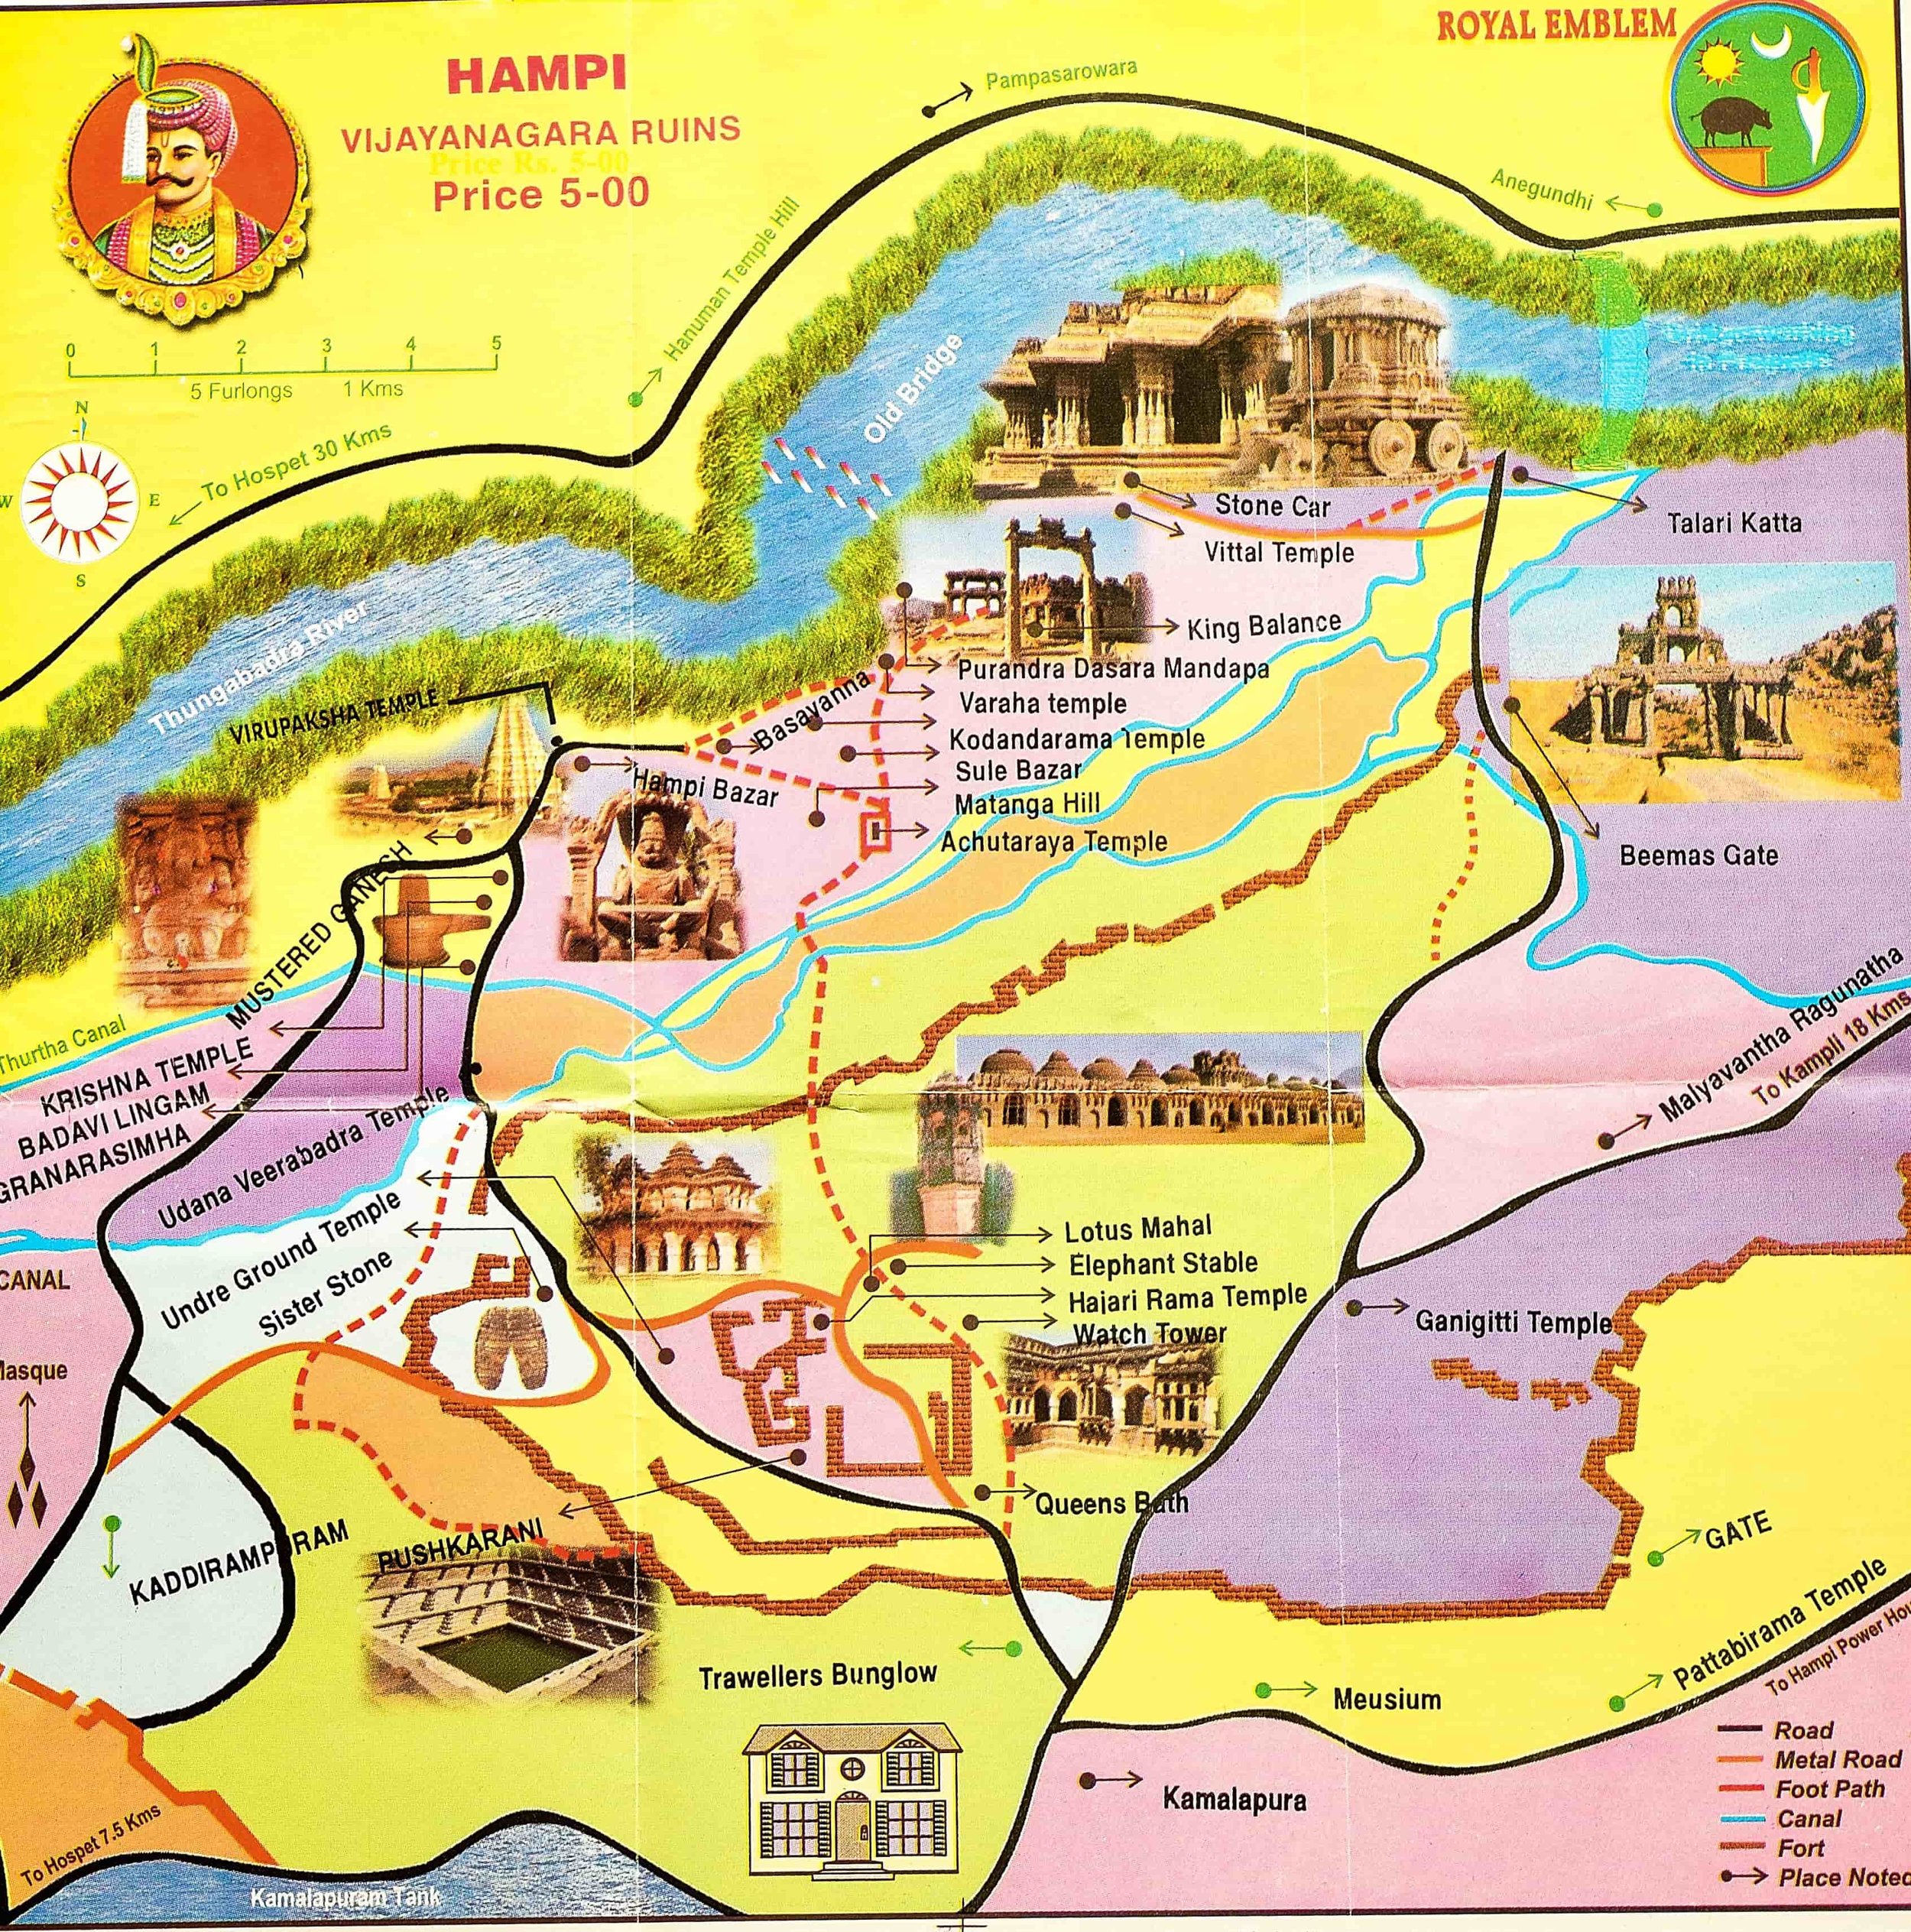 ROYAL EMBLEM
HAMPI
VIJAYANAGARA RUINS
Price Rs. 5-00
Price 5-00
Pampasarowara
Anegundhi
Hanuman Temple Hill
0 1 2 3 4 5
5 Furlongs 1 Kms
N
W
E
S
To Hospet 30 Kms
Old Bridge
Thungabadra River
Stone Car
Vittal Temple
Talari Katta
King Balance
Purandra Dasara Mandapa
Varaha temple
Basavanna
Kodandarama Temple
Sule Bazar
Matanga Hill
Achutaraya Temple
VIRUPAKSHA TEMPLE
Hampi Bazar
Beemas Gate
MUSTERED GANESH
Thurtha Canal
KRISHNA TEMPLE
BADAVI LINGAM
GRANARASIMHA
Udana Veerabadra Temple
Undre Ground Temple
Sister Stone
CANAL
Masque
Malyavantha Ragunatha
To Kampli 18 Kms
Lotus Mahal
Elephant Stable
Hajari Rama Temple
Watch Tower
Ganigitti Temple
Queens Bath
KADDIRAMPURAM
PUSHKARANI
GATE
Trawellers Bunglow
Meusium
Pattabirama Temple
To Hampi Power Hou
Kamalapura
To Hospet 7.5 Kms
Kamalapuram Tank
Road
Metal Road
Foot Path
Canal
Fort
Place Noted